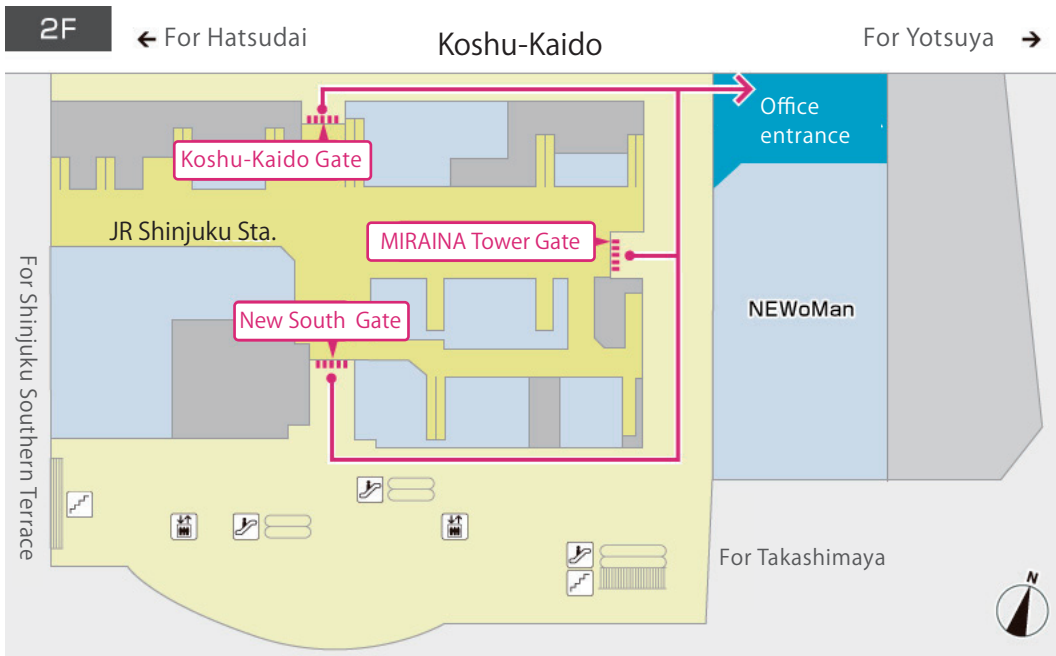 2F
← For Hatsudai
Koshu-Kaido
For Yotsuya →
Office
entrance
Koshu-Kaido Gate
JR Shinjuku Sta.
MIRAINA Tower Gate
New South Gate
NEWoMan
For Shinjuku Southern Terrace
For Takashimaya
N